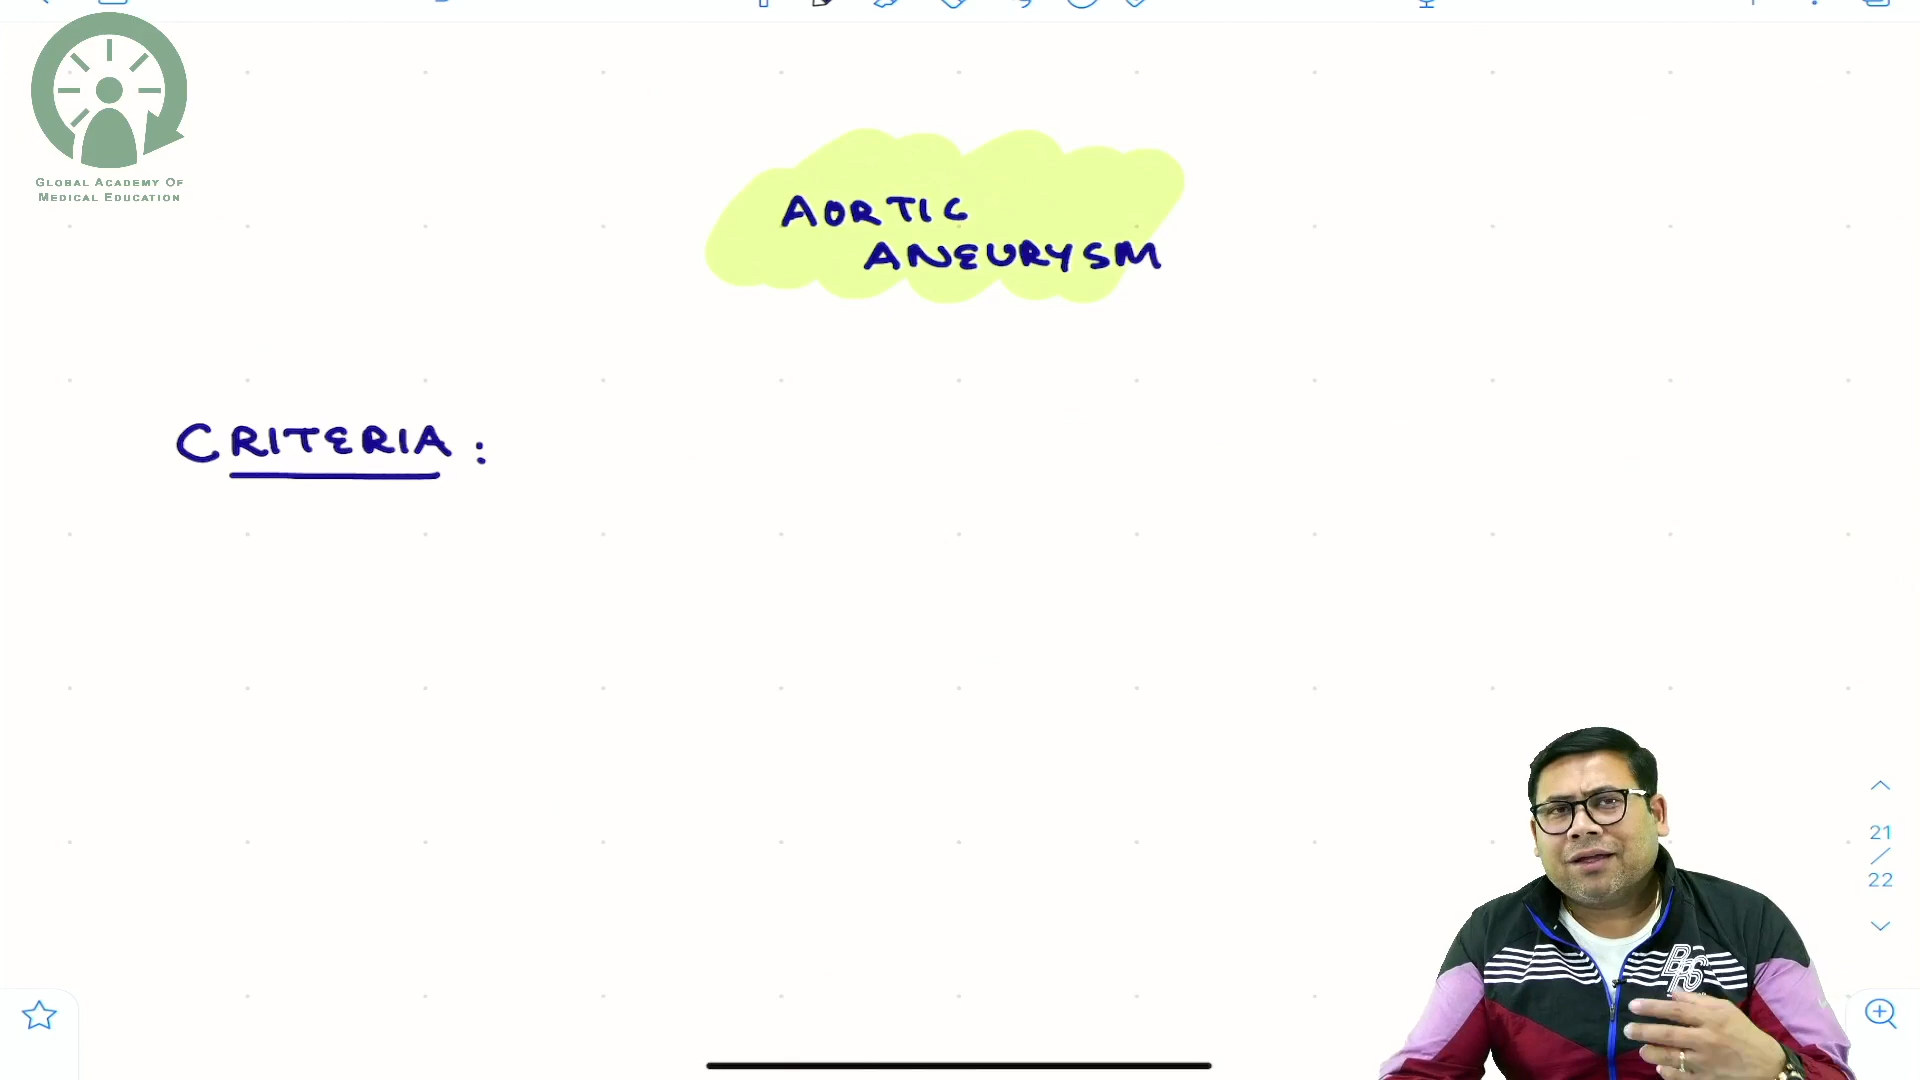 GLOBAL ACADEMY OF
MEDICAL EDUCATION
AORTIC
ANEURYSM
CRITERIA :
21
/
22